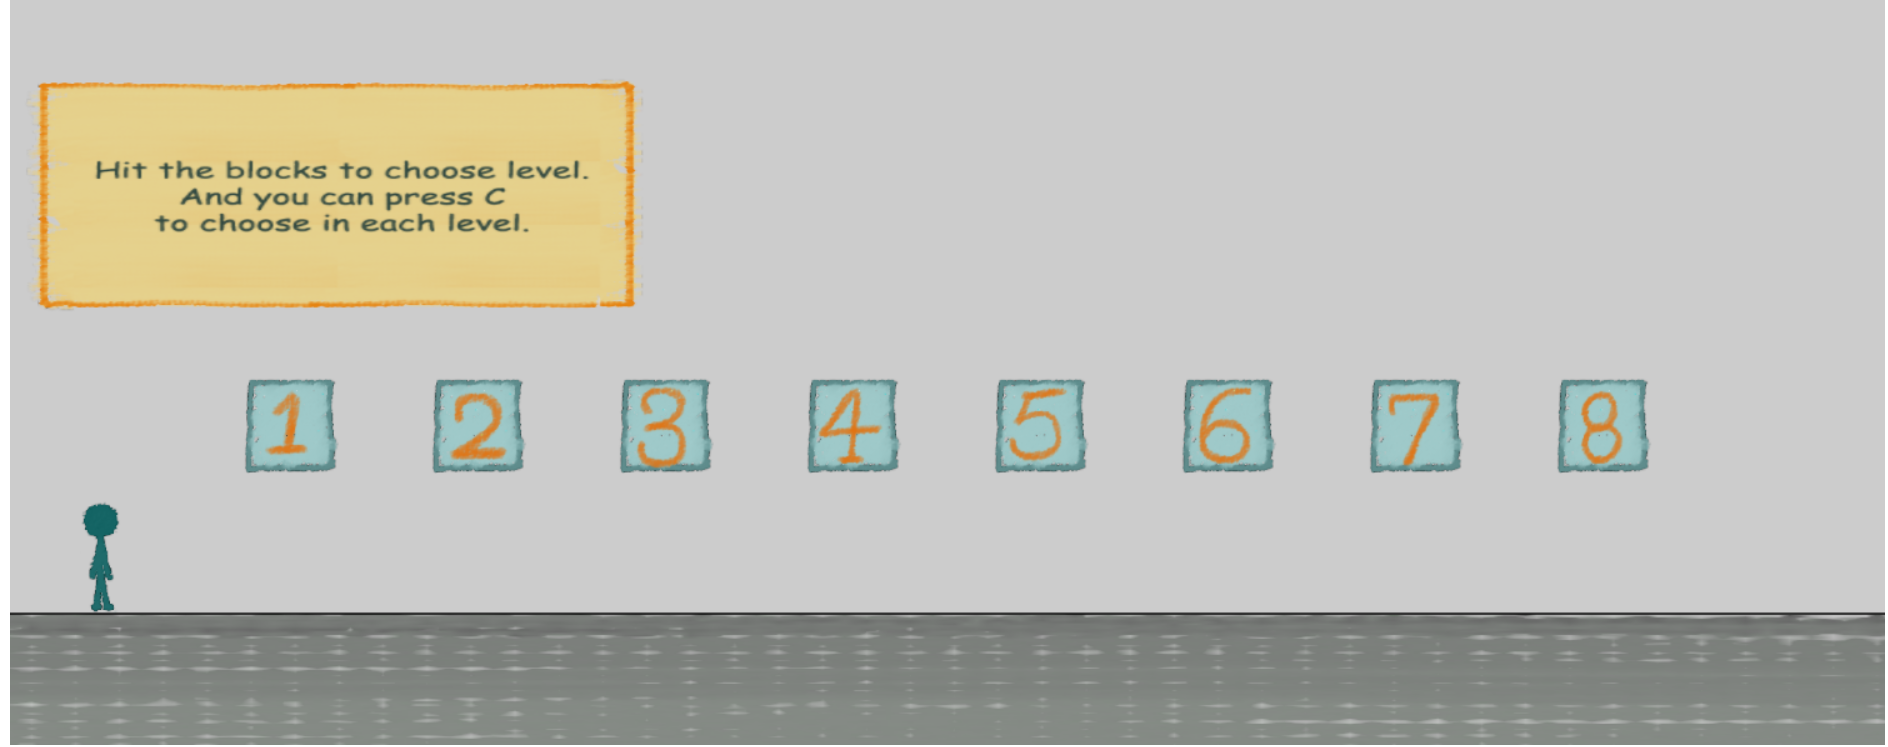 Hit the blocks to choose level.
And you can press C
to choose in each level.
1 2 3 4 5 6 7 8